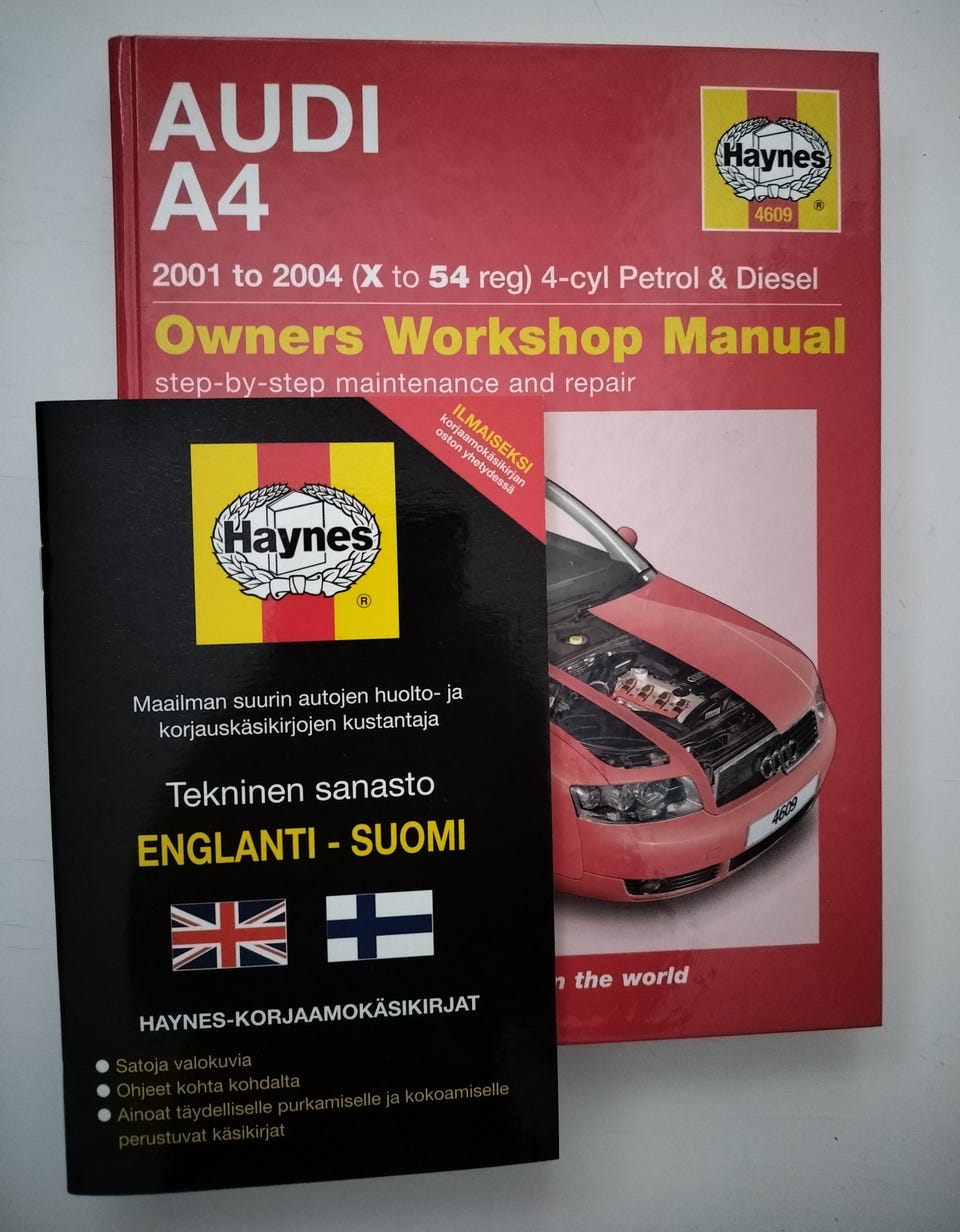 AUDI
A4
Haynes
4609
®
2001 to 2004 (X to 54 reg) 4-cyl Petrol & Diesel
Owners Workshop Manual
step-by-step maintenance and repair
4609
the world
ILMAISEKSI
korjaamokäsikirjan
oston yhetydessä
Haynes
®
Maailman suurin autojen huolto- ja
korjauskäsikirjojen kustantaja
Tekninen sanasto
ENGLANTI - SUOMI
HAYNES-KORJAAMOKÄSIKIRJAT
Satoja valokuvia
Ohjeet kohta kohdalta
Ainoat täydelliselle purkamiselle ja kokoamiselle
perustuvat käsikirjat